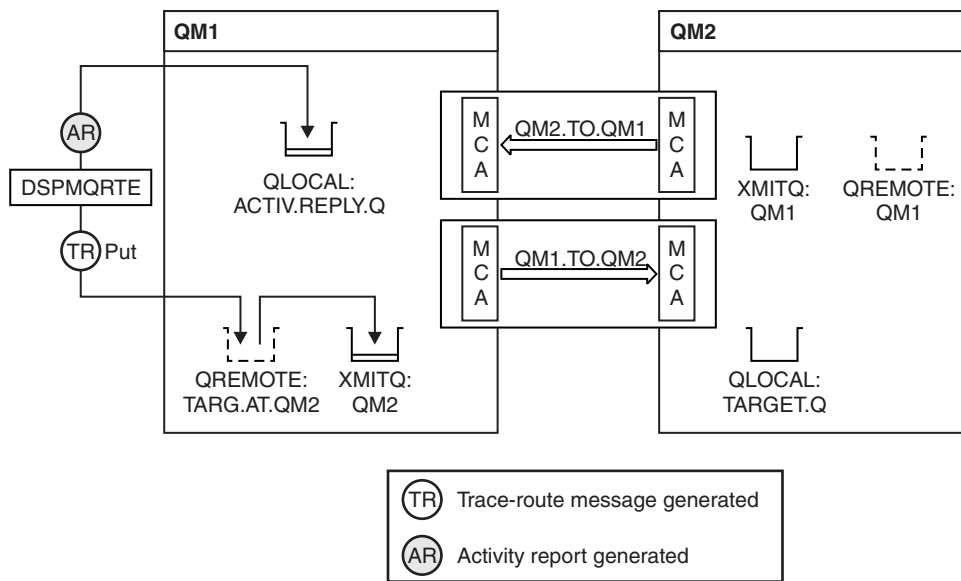 QM1
QM2
AR
DSPMQRTE
TR Put
QLOCAL:
ACTIV.REPLY.Q
QREMOTE:
TARG.AT.QM2
XMITQ:
QM2
M
C
A
QM2.TO.QM1
M
C
A
M
C
A
QM1.TO.QM2
M
C
A
XMITQ:
QM1
QREMOTE:
QM1
QLOCAL:
TARGET.Q
TR Trace-route message generated
AR Activity report generated